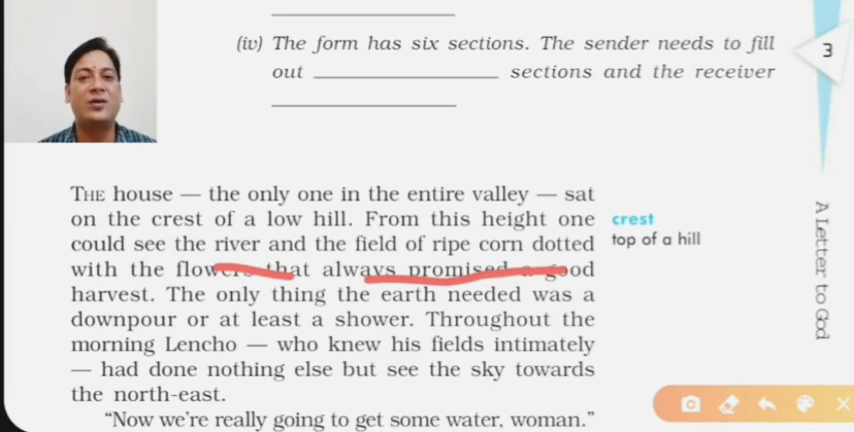 (iv) The form has six sections. The sender needs to fill
out ____________ sections and the receiver
____________
3
THE house — the only one in the entire valley — sat
on the crest of a low hill. From this height one
could see the river and the field of ripe corn dotted
with the flowers that always promised a good
harvest. The only thing the earth needed was a
downpour or at least a shower. Throughout the
morning Lencho — who knew his fields intimately
— had done nothing else but see the sky towards
the north-east.
“Now we’re really going to get some water, woman.”
crest
top of a hill
A Letter to God